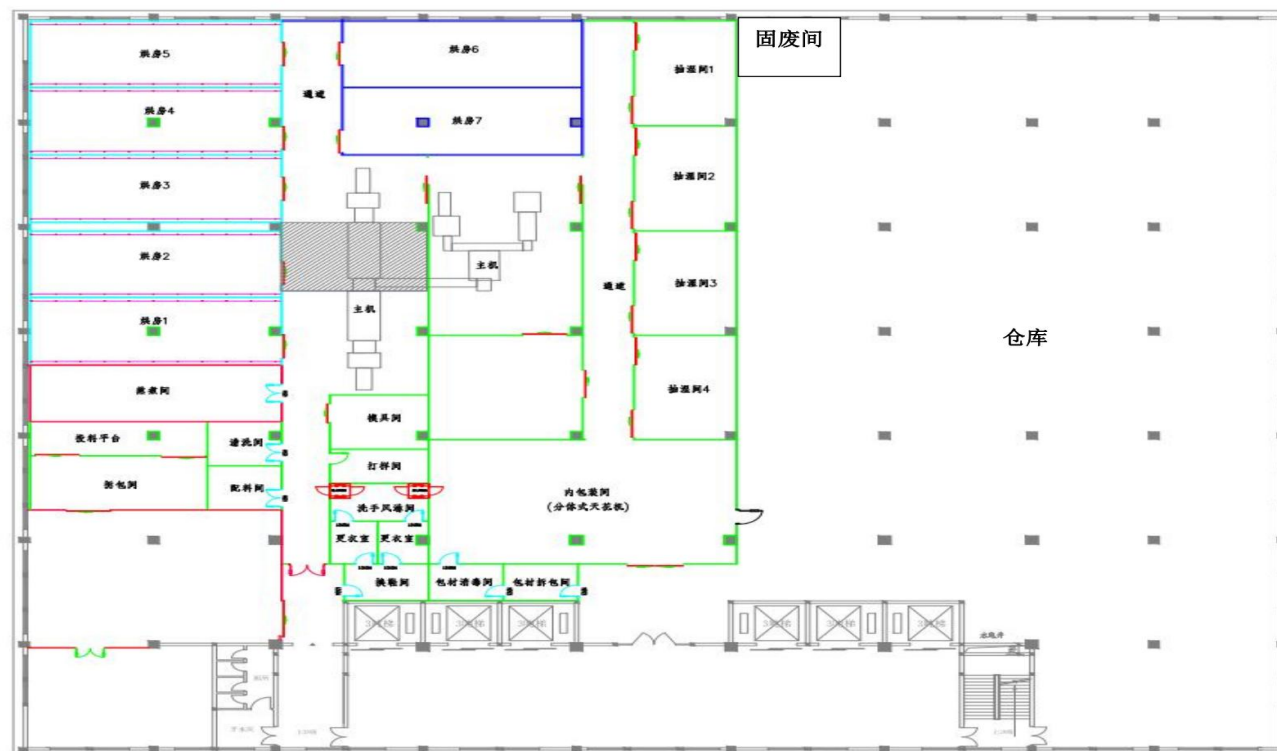 固废间
烘房5
烘房6
抽湿间1
通道
烘房4
烘房7
烘房3
抽湿间2
烘房2
主机
抽湿间3
通道
主机
烘房1
仓库
蒸煮间
抽湿间4
模具间
投料平台
清洗间
打样间
拆包间
配料间
内包装间
(分体式天花机)
洗手风淋间
更衣室
更衣室
换鞋间
包材消毒间
包材拆包间